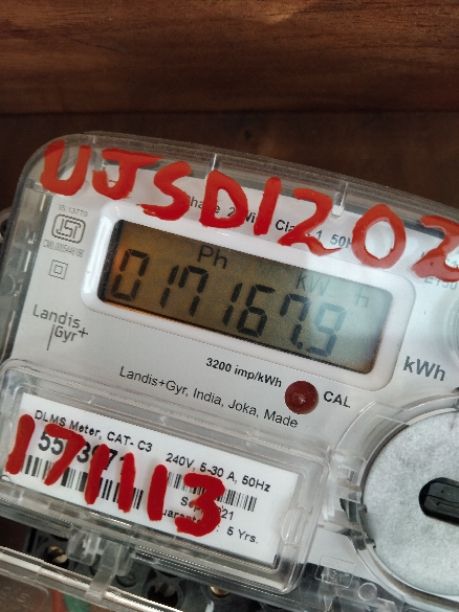 UJSD1202
Ph kW h
017167.9
Landis
Gyr+
3200 imp/kWh
kWh
CAL
Landis+Gyr, India, Joka, Made
DLMS Meter, CAT- C3
240V, 5-30 A, 50Hz
171113
5 Yrs.